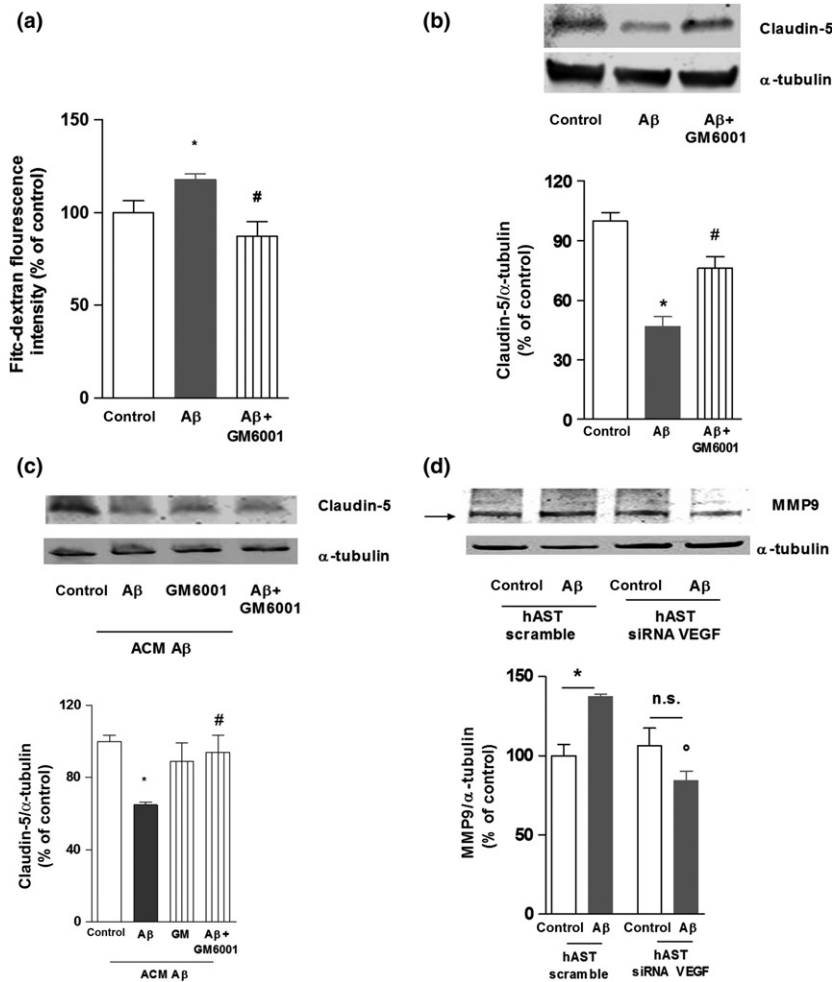 (a)
Fitc-dextran flourescence
intensity (% of control)
150
100
50
0
*
#
Control
Aβ
Aβ+
GM6001
(b)
Claudin-5
α-tubulin
Control
Aβ
Aβ+
GM6001
Claudin-5/α-tubulin
(% of control)
120
90
60
30
0
*
#
Control
Aβ
Aβ+
GM6001
(c)
Claudin-5
α-tubulin
Control
Aβ
GM6001
Aβ+
GM6001
ACM Aβ
Claudin-5/α-tubulin
(% of control)
120
80
60
30
0
*
#
Control
Aβ
GM
Aβ+
GM6001
ACM Aβ
(d)
MMP9
α-tubulin
Control
Aβ
Control
Aβ
hAST
scramble
hAST
siRNA VEGF
MMP9/α-tubulin
(% of control)
150
100
50
0
*
n.s.
°
Control
Aβ
Control
Aβ
hAST
scramble
hAST
siRNA VEGF